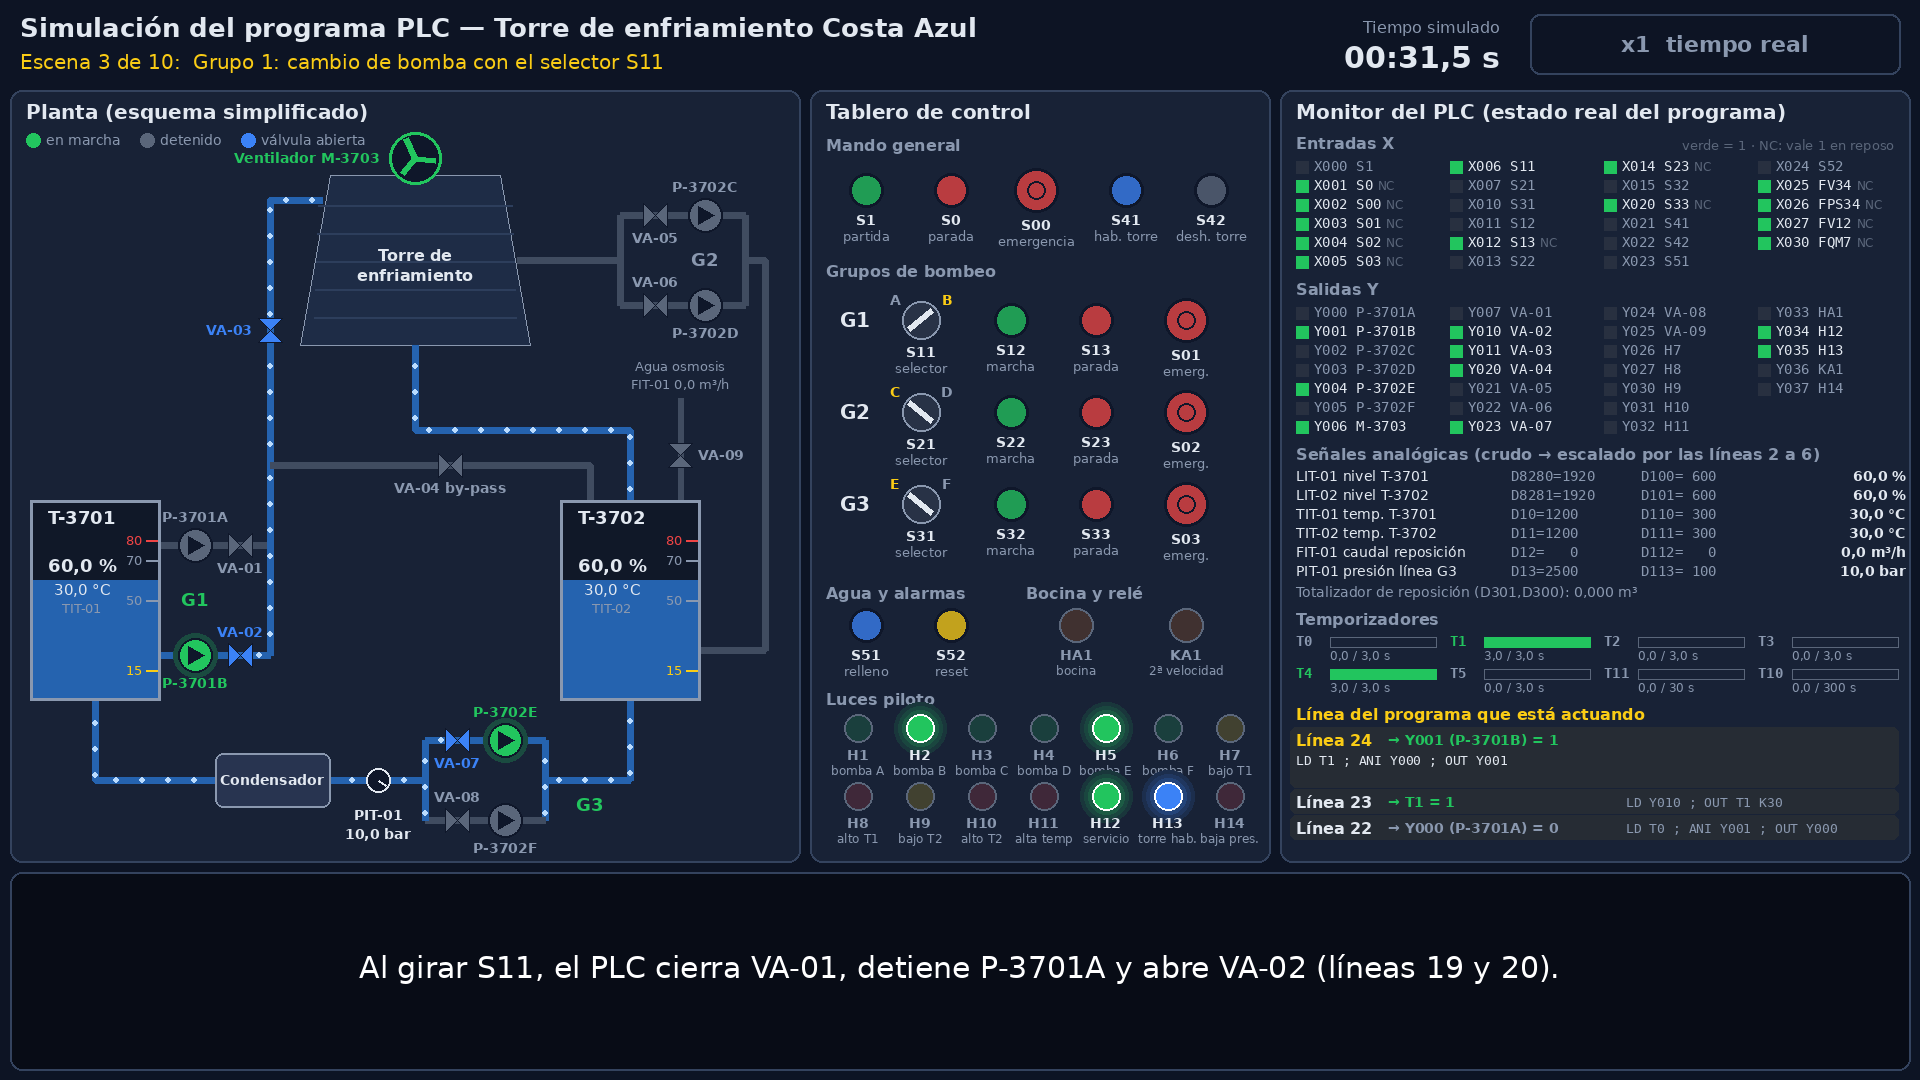 Simulación del programa PLC — Torre de enfriamiento Costa Azul
Escena 3 de 10:  Grupo 1: cambio de bomba con el selector S11
Tiempo simulado
00:31,5 s
x1  tiempo real
Planta (esquema simplificado)
en marcha
detenido
válvula abierta
Ventilador M-3703
Torre de
enfriamiento
VA-03
P-3702C
VA-05
G2
VA-06
P-3702D
Agua osmosis
FIT-01 0,0 m³/h
VA-09
VA-04 by-pass
T-3701
80
70
60,0 %
30,0 °C
TIT-01
50
15
P-3701A
VA-01
G1
VA-02
P-3701B
T-3702
80
70
60,0 %
30,0 °C
TIT-02
50
15
P-3702E
VA-07
VA-08
G3
P-3702F
Condensador
PIT-01
10,0 bar
Tablero de control
Mando general
S1
partida
S0
parada
S00
emergencia
S41
hab. torre
S42
desh. torre
Grupos de bombeo
G1
A
B
S11
selector
S12
marcha
S13
parada
S01
emerg.
G2
C
D
S21
selector
S22
marcha
S23
parada
S02
emerg.
G3
E
F
S31
selector
S32
marcha
S33
parada
S03
emerg.
Agua y alarmas
Bocina y relé
S51
relleno
S52
reset
HA1
bocina
KA1
2ª velocidad
Luces piloto
H1
bomba A
H2
bomba B
H3
bomba C
H4
bomba D
H5
bomba E
H6
bomba F
H7
bajo T1
H8
alto T1
H9
bajo T2
H10
alto T2
H11
alta temp
H12
servicio
H13
torre hab.
H14
baja pres.
Monitor del PLC (estado real del programa)
Entradas X
verde = 1 · NC: vale 1 en reposo
X000 S1
X006 S11
X014 S23 NC
X024 S52
X001 S0 NC
X007 S21
X015 S32
X025 FV34 NC
X002 S00 NC
X010 S31
X020 S33 NC
X026 FPS34 NC
X003 S01 NC
X011 S12
X021 S41
X027 FV12 NC
X004 S02 NC
X012 S13 NC
X022 S42
X030 FQM7 NC
X005 S03 NC
X013 S22
X023 S51
Salidas Y
Y000 P-3701A
Y007 VA-01
Y024 VA-08
Y033 HA1
Y001 P-3701B
Y010 VA-02
Y025 VA-09
Y034 H12
Y002 P-3702C
Y011 VA-03
Y026 H7
Y035 H13
Y003 P-3702D
Y020 VA-04
Y027 H8
Y036 KA1
Y004 P-3702E
Y021 VA-05
Y030 H9
Y037 H14
Y005 P-3702F
Y022 VA-06
Y031 H10
Y006 M-3703
Y023 VA-07
Y032 H11
Señales analógicas (crudo → escalado por las líneas 2 a 6)
LIT-01 nivel T-3701 D8280=1920 D100= 600 60,0 %
LIT-02 nivel T-3702 D8281=1920 D101= 600 60,0 %
TIT-01 temp. T-3701 D10=1200 D110= 300 30,0 °C
TIT-02 temp. T-3702 D11=1200 D111= 300 30,0 °C
FIT-01 caudal reposición D12=   0 D112=   0 0,0 m³/h
PIT-01 presión línea G3 D13=2500 D113= 100 10,0 bar
Totalizador de reposición (D301,D300): 0,000 m³
Temporizadores
T0
0,0 / 3,0 s
T1
3,0 / 3,0 s
T2
0,0 / 3,0 s
T3
0,0 / 3,0 s
T4
3,0 / 3,0 s
T5
0,0 / 3,0 s
T11
0,0 / 30 s
T10
0,0 / 300 s
Línea del programa que está actuando
Línea 24 → Y001 (P-3701B) = 1
LD T1 ; ANI Y000 ; OUT Y001
Línea 23 → T1 = 1 LD Y010 ; OUT T1 K30
Línea 22 → Y000 (P-3701A) = 0 LD T0 ; ANI Y001 ; OUT Y000
Al girar S11, el PLC cierra VA-01, detiene P-3701A y abre VA-02 (líneas 19 y 20).